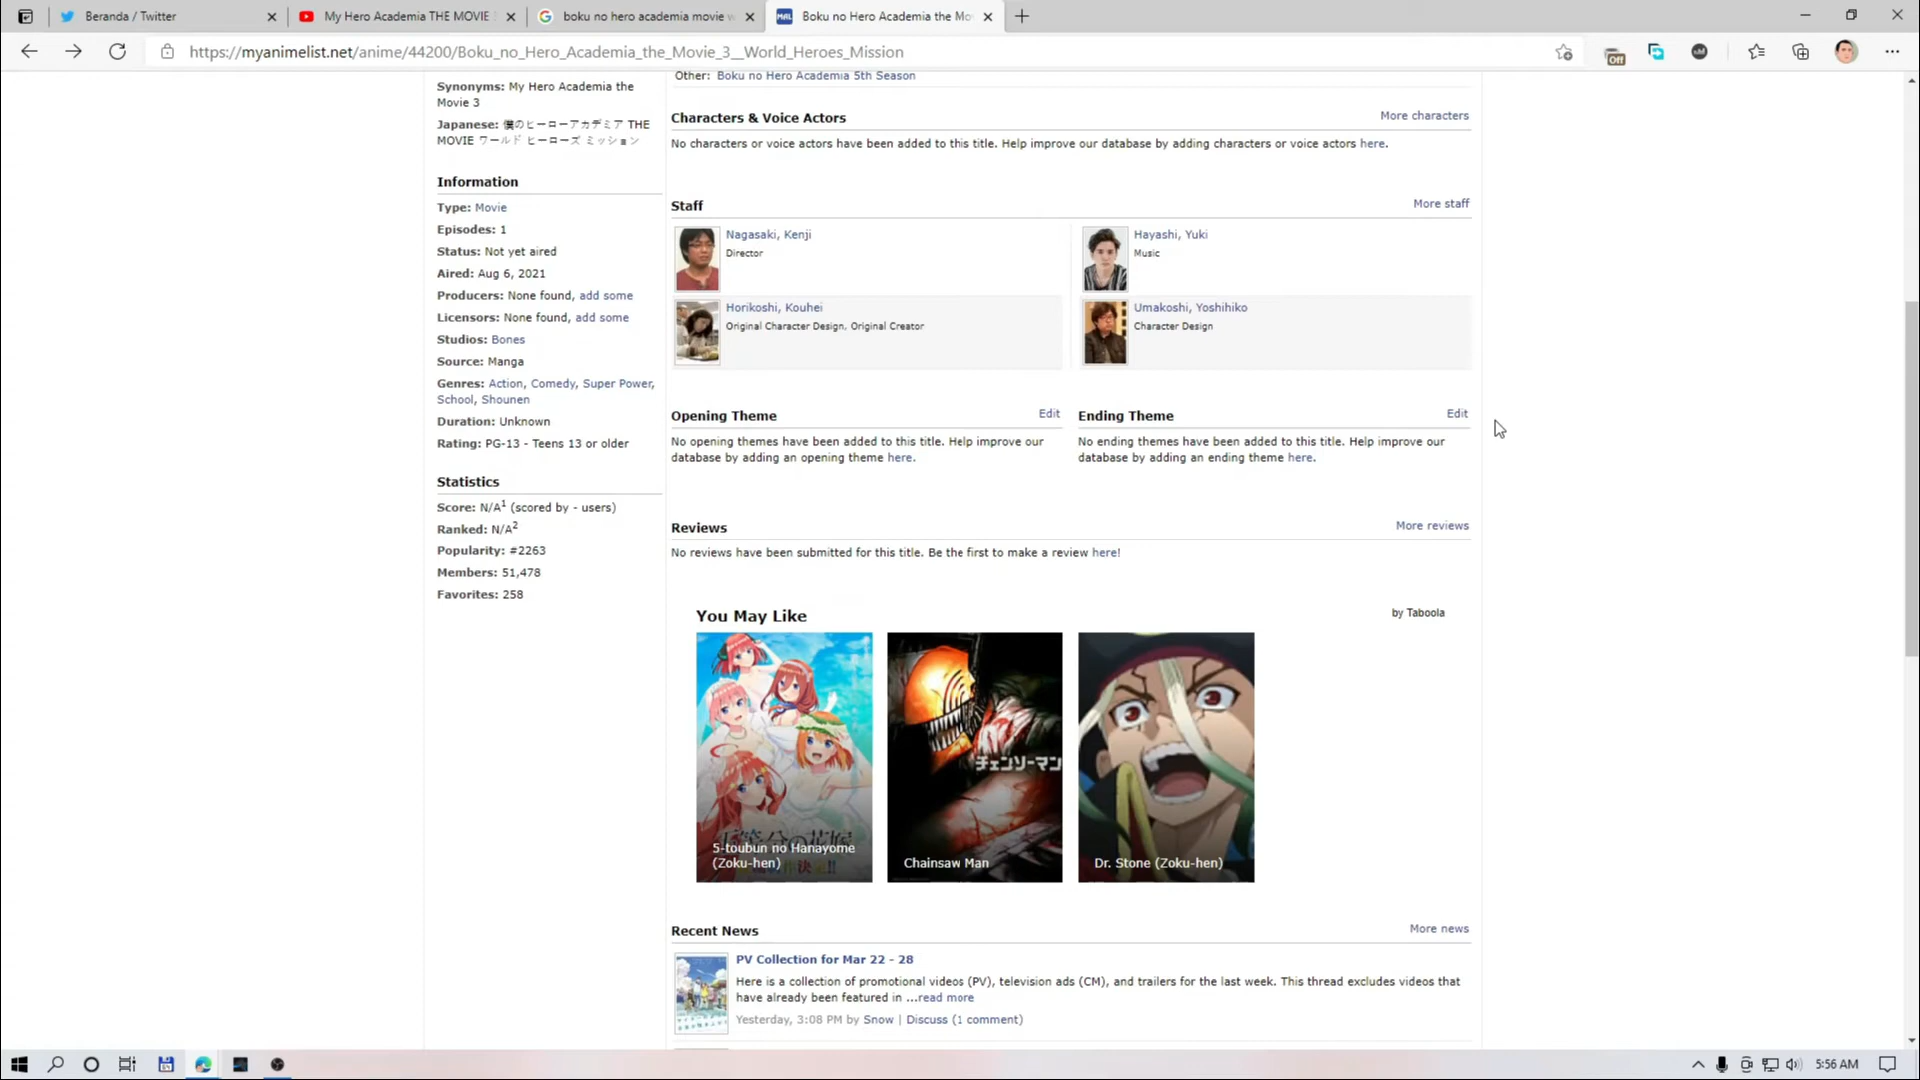 Beranda / Twitter
My Hero Academia THE MOVIE
boku no hero academia movie w
MAL Boku no Hero Academia the Mo
https://myanimelist.net/anime/44200/Boku_no_Hero_Academia_the_Movie_3__World_Heroes_Mission
Off
Synonyms: My Hero Academia the
Movie 3
Japanese: 僕のヒーローアカデミア THE
MOVIE ワールド ヒーローズ ミッション
Information
Type: Movie
Episodes: 1
Status: Not yet aired
Aired: Aug 6, 2021
Producers: None found, add some
Licensors: None found, add some
Studios: Bones
Source: Manga
Genres: Action, Comedy, Super Power,
School, Shounen
Duration: Unknown
Rating: PG-13 - Teens 13 or older
Statistics
Score: N/A1 (scored by - users)
Ranked: N/A2
Popularity: #2263
Members: 51,478
Favorites: 258
Other: Boku no Hero Academia 5th Season
Characters & Voice Actors
More characters
No characters or voice actors have been added to this title. Help improve our database by adding characters or voice actors here.
Staff
More staff
Nagasaki, Kenji
Director
Hayashi, Yuki
Music
Horikoshi, Kouhei
Original Character Design, Original Creator
Umakoshi, Yoshihiko
Character Design
Opening Theme
Edit
No opening themes have been added to this title. Help improve our
database by adding an opening theme here.
Ending Theme
Edit
No ending themes have been added to this title. Help improve our
database by adding an ending theme here.
Reviews
More reviews
No reviews have been submitted for this title. Be the first to make a review here!
You May Like
by Taboola
5-toubun no Hanayome
(Zoku-hen)
チェンソーマン
Chainsaw Man
Dr. Stone (Zoku-hen)
Recent News
More news
PV Collection for Mar 22 - 28
Here is a collection of promotional videos (PV), television ads (CM), and trailers for the last week. This thread excludes videos that
have already been featured in ...read more
Yesterday, 3:08 PM by Snow | Discuss (1 comment)
5:56 AM